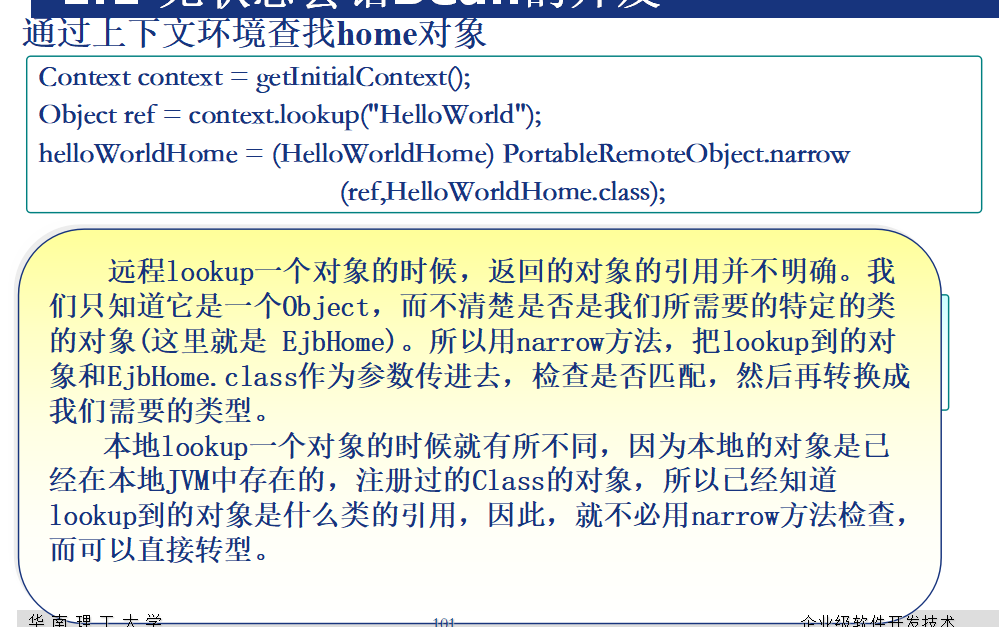 通过上下文环境查找home对象
Context context = getInitialContext();
Object ref = context.lookup("HelloWorld");
helloWorldHome = (HelloWorldHome) PortableRemoteObject.narrow
(ref,HelloWorldHome.class);
远程lookup一个对象的时候，返回的对象的引用并不明确。我
们只知道它是一个Object，而不清楚是否是我们所需要的特定的类
的对象(这里就是 EjbHome)。所以用narrow方法，把lookup到的对
象和EjbHome.class作为参数传进去，检查是否匹配，然后再转换成
我们需要的类型。
本地lookup一个对象的时候就有所不同，因为本地的对象是已
经在本地JVM中存在的，注册过的Class的对象，所以已经知道
lookup到的对象是什么类的引用，因此，就不必用narrow方法检查，
而可以直接转型。
华南理工大学
101
企业级软件开发技术